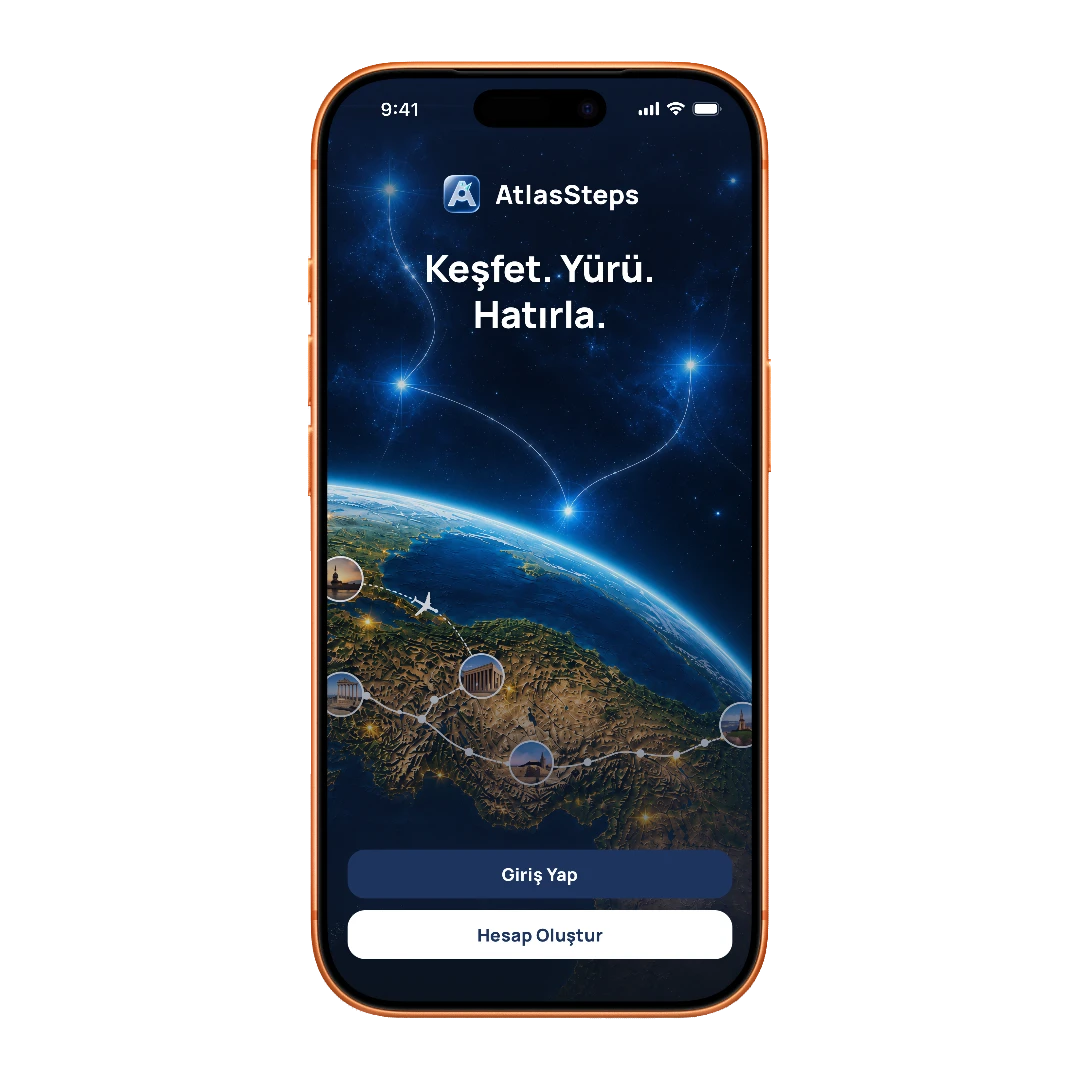 9:41
AtlasSteps
Keşfet. Yürü.
Hatırla.
Giriş Yap
Hesap Oluştur